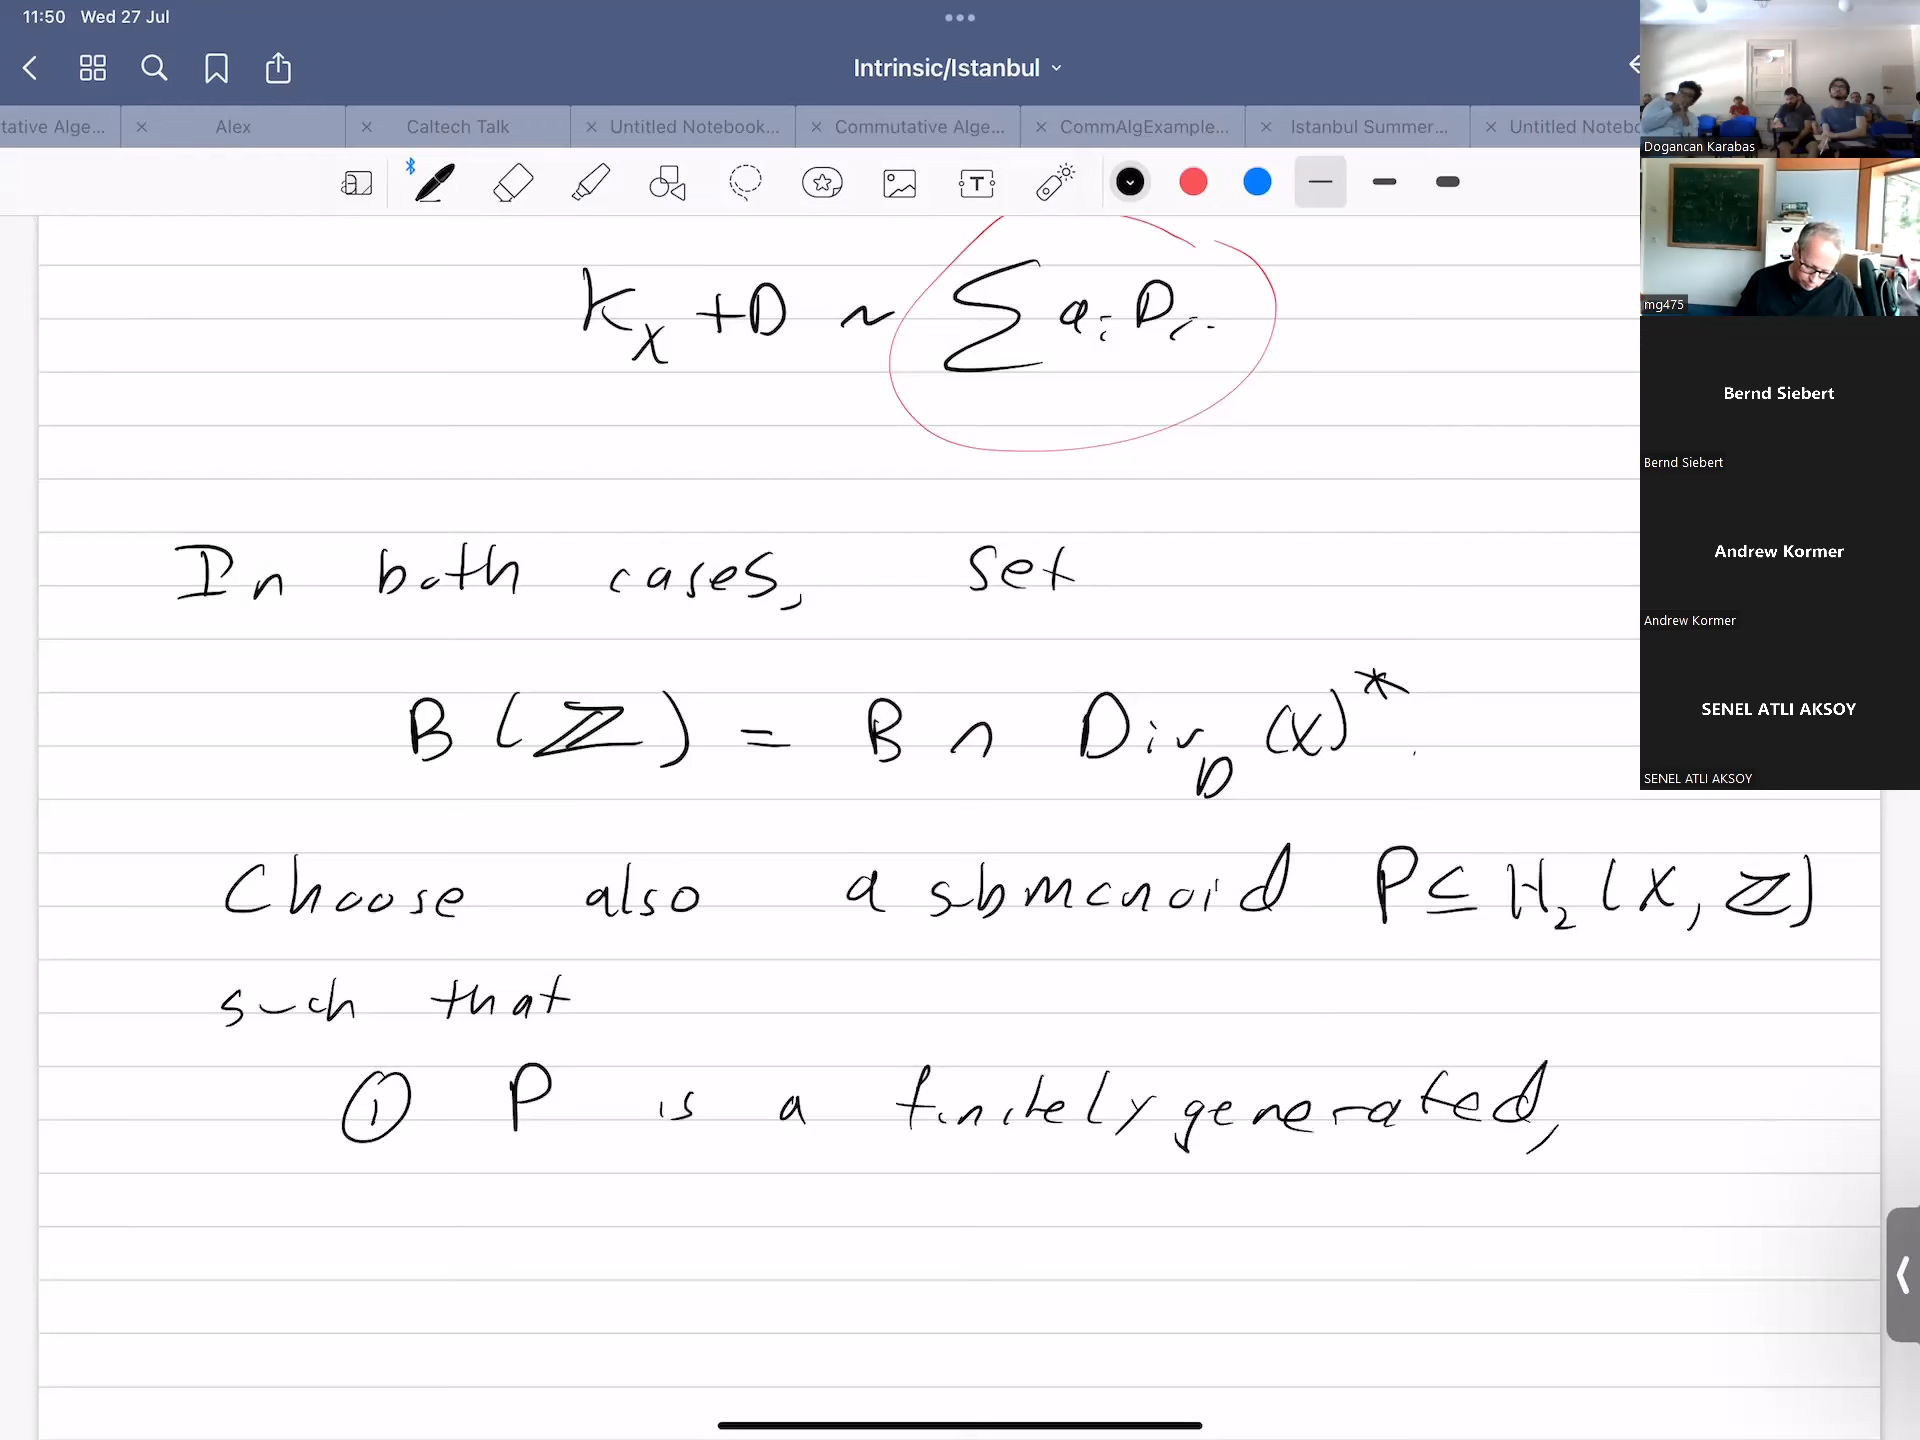 11:50 Wed 27 Jul
Intrinsic/Istanbul
tative Alge...
Alex
Caltech Talk
Untitled Notebook...
Commutative Alge...
CommAlgExample...
Istanbul Summer...
Untitled Notebo
K_X + D ~ ∑ a_i D_i.
In both cases, set
B(ℤ) = B ∩ Div_D(X)^*.
Choose also a sbmonoid P ⊆ H_2(X, ℤ)
such that
① P is a finitely generated,
Dogancan Karabas
mg475
Bernd Siebert
Bernd Siebert
Andrew Kormer
Andrew Kormer
SENEL ATLI AKSOY
SENEL ATLI AKSOY